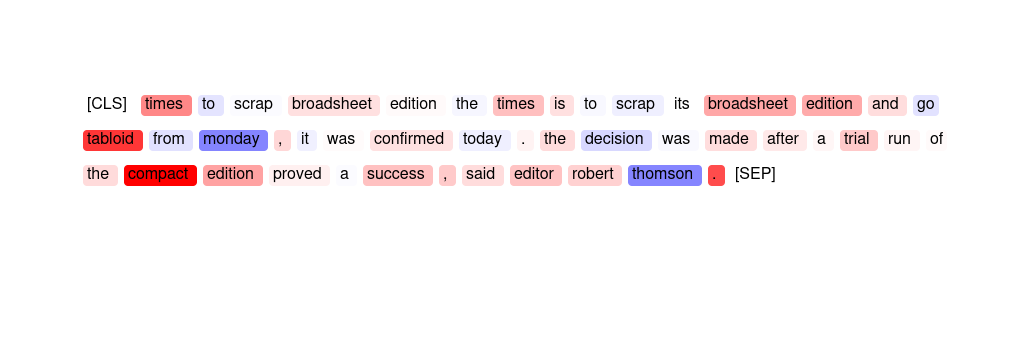 [CLS] times to scrap broadsheet edition the times is to scrap its broadsheet edition and go
tabloid from monday , it was confirmed today . the decision was made after a trial run of
the compact edition proved a success , said editor robert thomson . [SEP]